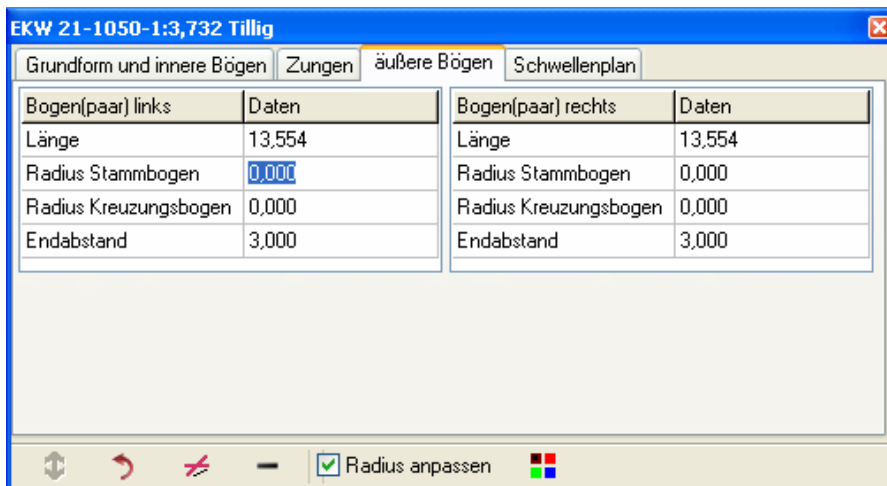 EKW 21-1050-1:3,732 Tillig
Grundform und innere Bögen Zungen äußere Bögen Schwellenplan
Bogen(paar) links Daten
Länge 13,554
Radius Stammbogen 0,000
Radius Kreuzungsbogen 0,000
Endabstand 3,000
Bogen(paar) rechts Daten
Länge 13,554
Radius Stammbogen 0,000
Radius Kreuzungsbogen 0,000
Endabstand 3,000
Radius anpassen